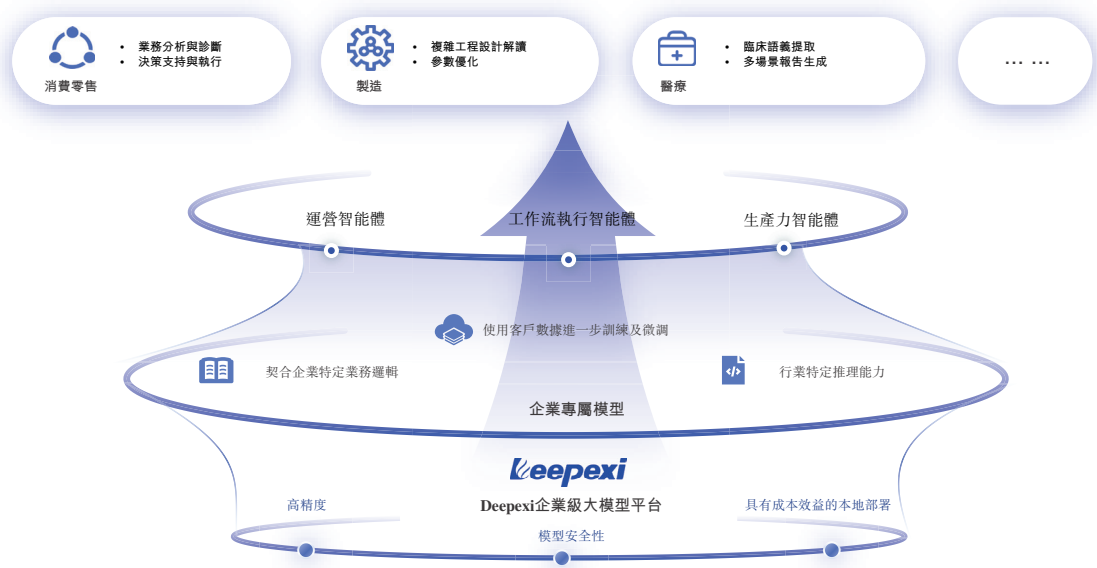 • 業務分析與診斷
• 決策支持與執行
消費零售
• 複雜工程設計解讀
• 參數優化
製造
• 臨床語義提取
• 多場景報告生成
醫療
... ...
運營智能體
工作流執行智能體
生產力智能體
使用客戶數據進一步訓練及微調
契合企業特定業務邏輯
行業特定推理能力
企業專屬模型
Deepexi
Deepexi企業級大模型平台
高精度
模型安全性
具有成本效益的本地部署